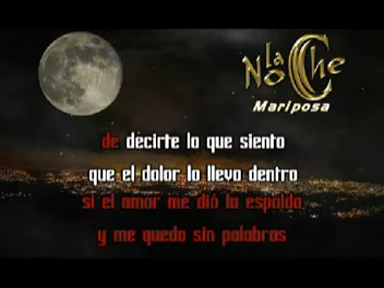 La
Noche
Mariposa
de decirte lo que siento
que el dolor lo llevo dentro
si el amor me dió la espalda
y me quedo sin palabras